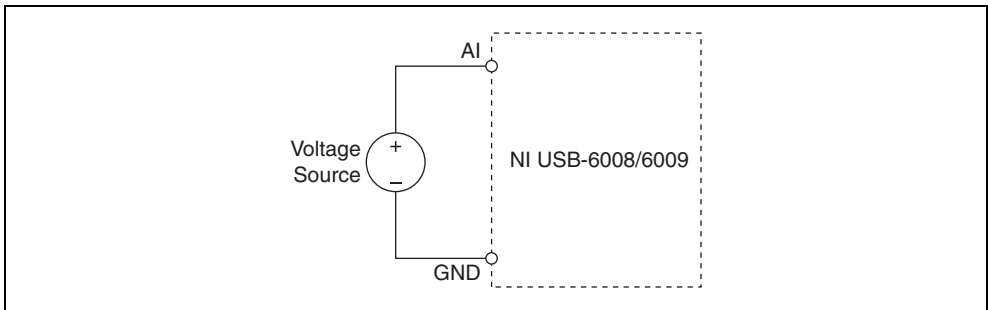 AI
Voltage
Source
+
–
NI USB-6008/6009
GND